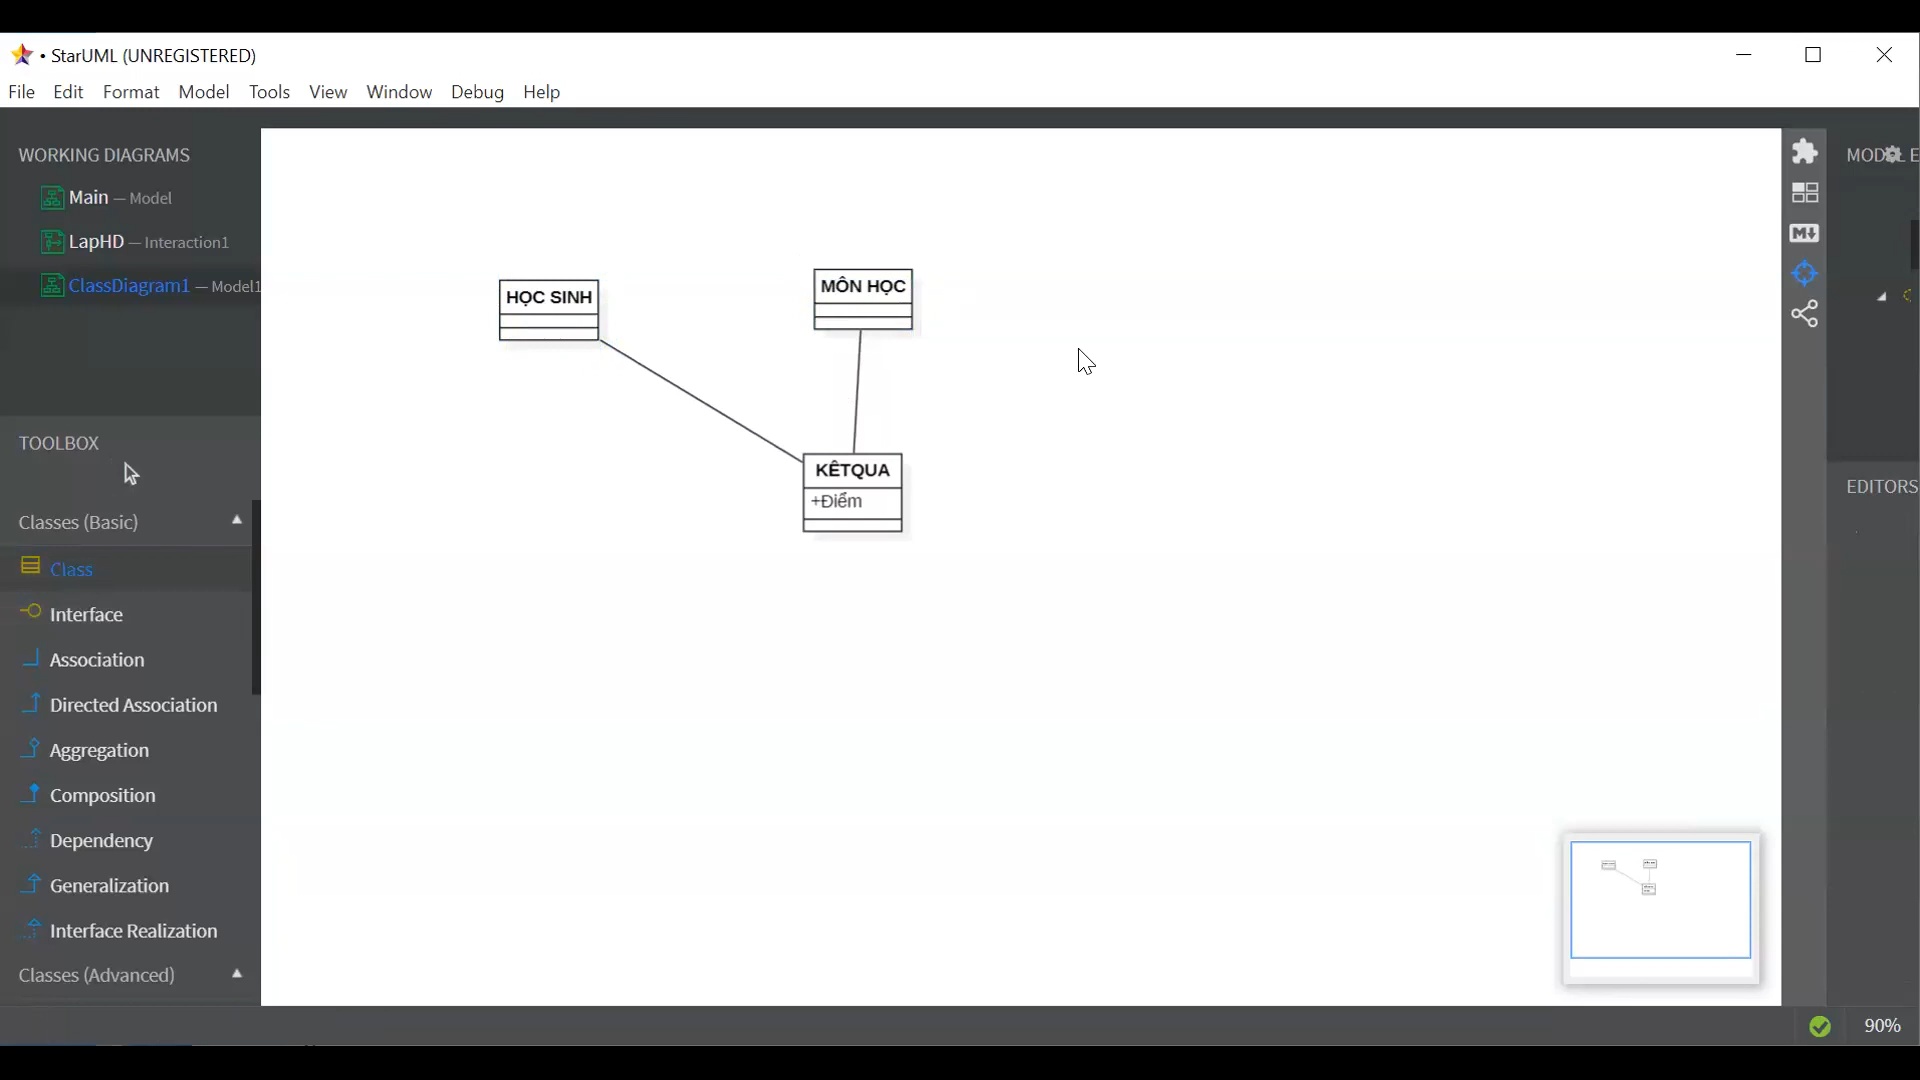 • StarUML (UNREGISTERED)
File Edit Format Model Tools View Window Debug Help
WORKING DIAGRAMS
Main — Model
LapHD — Interaction1
ClassDiagram1 — Model1
TOOLBOX
Classes (Basic)
Class
Interface
Association
Directed Association
Aggregation
Composition
Dependency
Generalization
Interface Realization
Classes (Advanced)
HỌC SINH
MÔN HỌC
KÊTQUA
+Điểm
M
EDITORS
90%